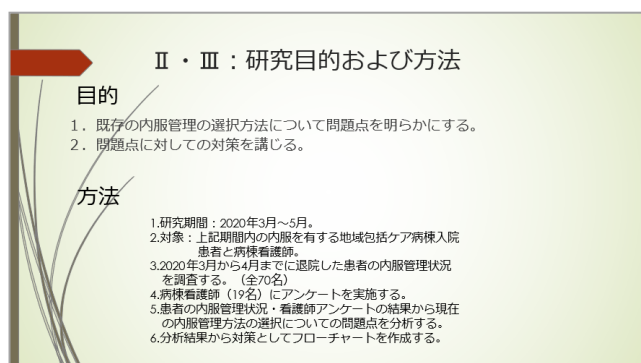 Ⅱ・Ⅲ：研究目的および方法
目的
1．既存の内服管理の選択方法について問題点を明らかにする。
2．問題点に対しての対策を講じる。
方法
1.研究期間：2020年3月～5月。
2.対象：上記期間内の内服を有する地域包括ケア病棟入院
患者と病棟看護師。
3.2020年3月から4月までに退院した患者の内服管理状況
を調査する。（全70名）
4.病棟看護師（19名）にアンケートを実施する。
5.患者の内服管理状況・看護師アンケートの結果から現在
の内服管理方法の選択についての問題点を分析する。
6.分析結果から対策としてフローチャートを作成する。